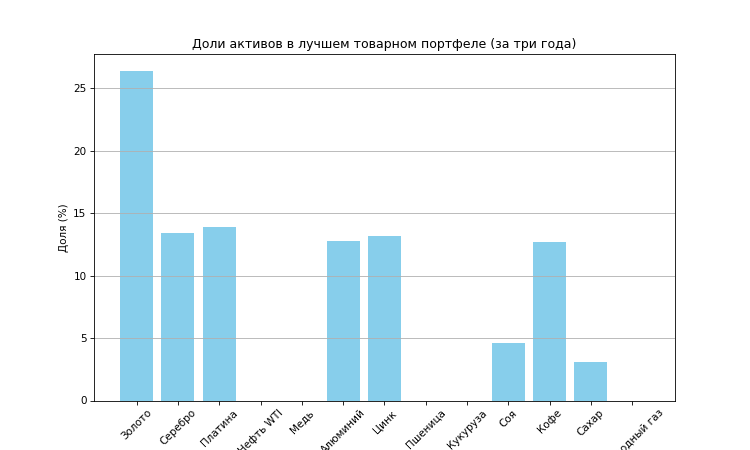 Доли активов в лучшем товарном портфеле (за три года)
Доля (%)
25
20
15
10
5
0
Золото
Серебро
Платина
Нефть WTI
Медь
Алюминий
Цинк
Пшеница
Кукуруза
Соя
Кофе
Сахар
газ